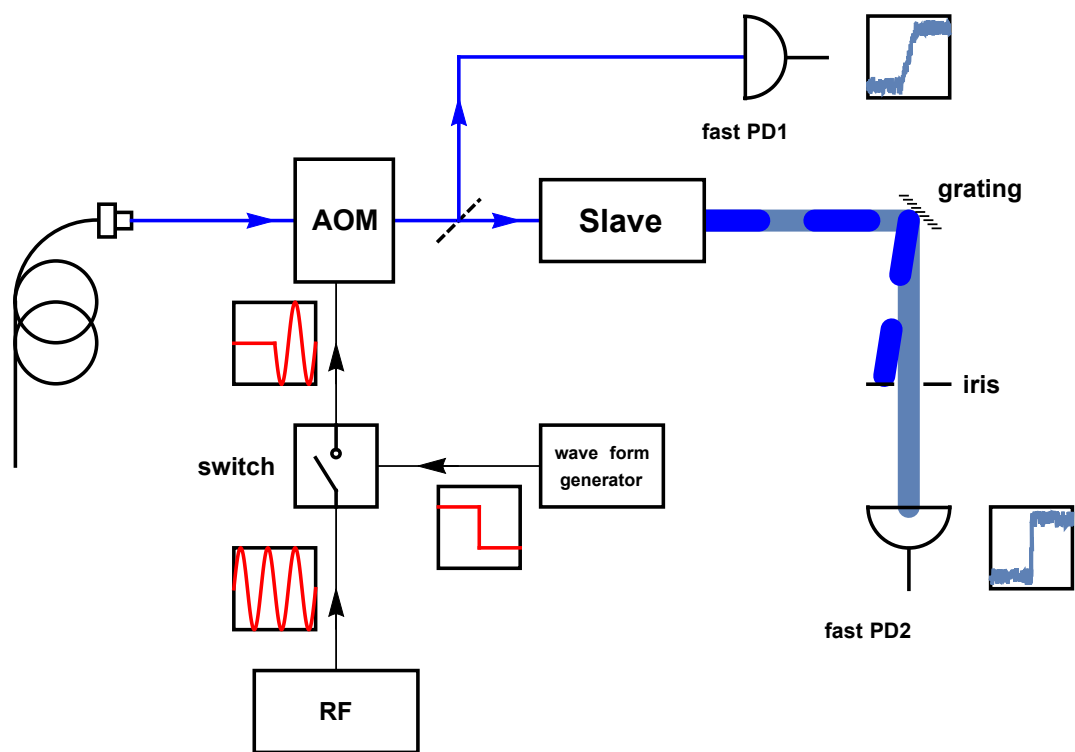 fast PD1
grating
AOM
Slave
iris
switch
wave form
generator
fast PD2
RF